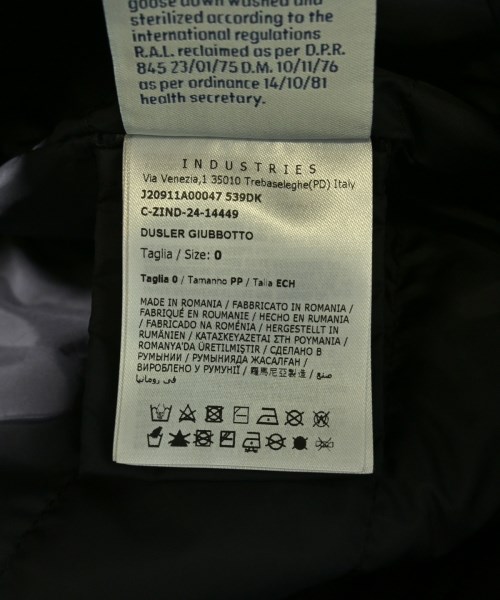 goose down washed and
sterilized according to the
international regulations
R.A.L. reclaimed as per D.P.R.
845 23/01/75 D.M. 10/11/76
as per ordinance 14/10/81
health secretary.
INDUSTRIES
Via Venezia,1 35010 Trebaseleghe(PD) Italy
J20911A00047 539DK
C-ZIND-24-14449
DUSLER GIUBBOTTO
Taglia / Size: 0
Taglia 0 / Tamanho PP / Talla ECH
MADE IN ROMANIA / FABBRICATO IN ROMANIA /
FABRIQUÉ EN ROUMANIE / HECHO EN RUMANIA
/ FABRICADO NA ROMÉNIA / HERGESTELLT IN
RUMÄNIEN / ΚΑΤΑΣΚΕΥΑΖΕΤΑΙ ΣΤΗ ΡΟΥΜΑΝΙΑ /
ROMANYA'DA ÜRETILMIŞTIR / СДЕЛАНО В
РУМЫНИИ / РУМЫНИЯДА ЖАСАЛҒАН /
ВИРОБЛЕНО У РУМУНІЇ / 羅馬尼亞製造 / صنع
في رومانيا